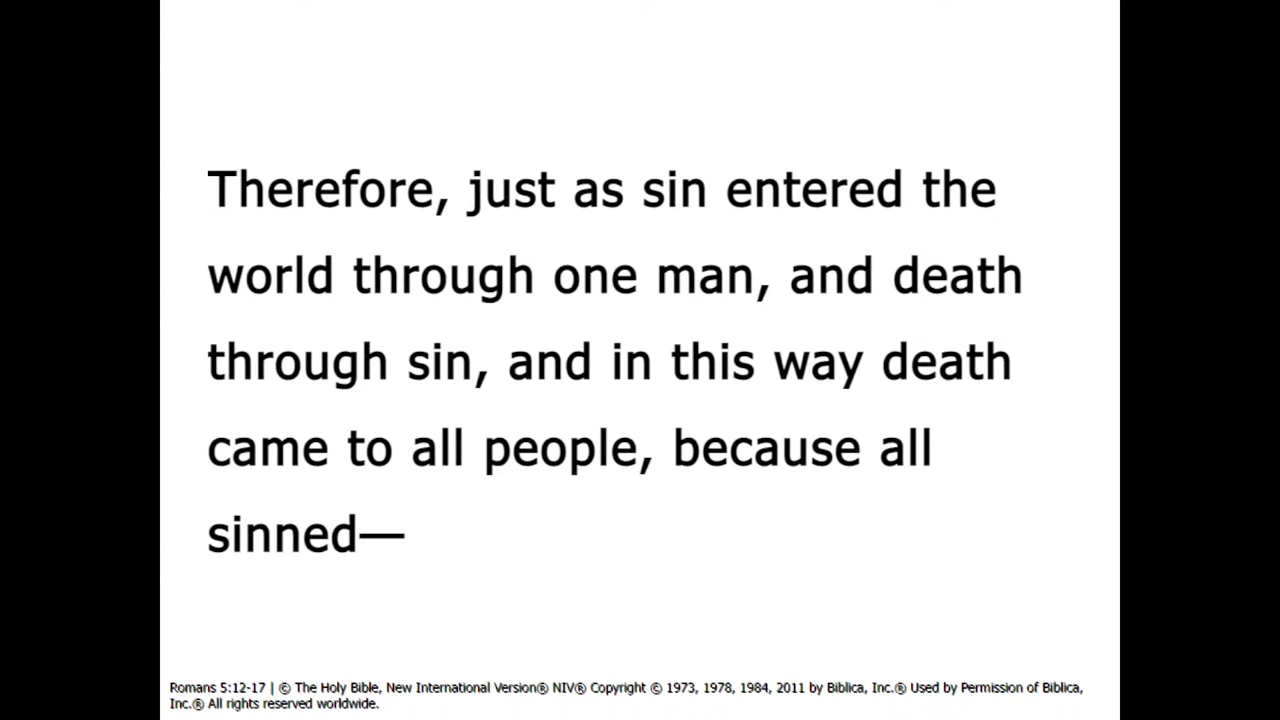 Therefore, just as sin entered the
world through one man, and death
through sin, and in this way death
came to all people, because all
sinned—
Romans 5:12-17 | © The Holy Bible, New International Version® NIV® Copyright © 1973, 1978, 1984, 2011 by Biblica, Inc.® Used by Permission of Biblica,
Inc.® All rights reserved worldwide.